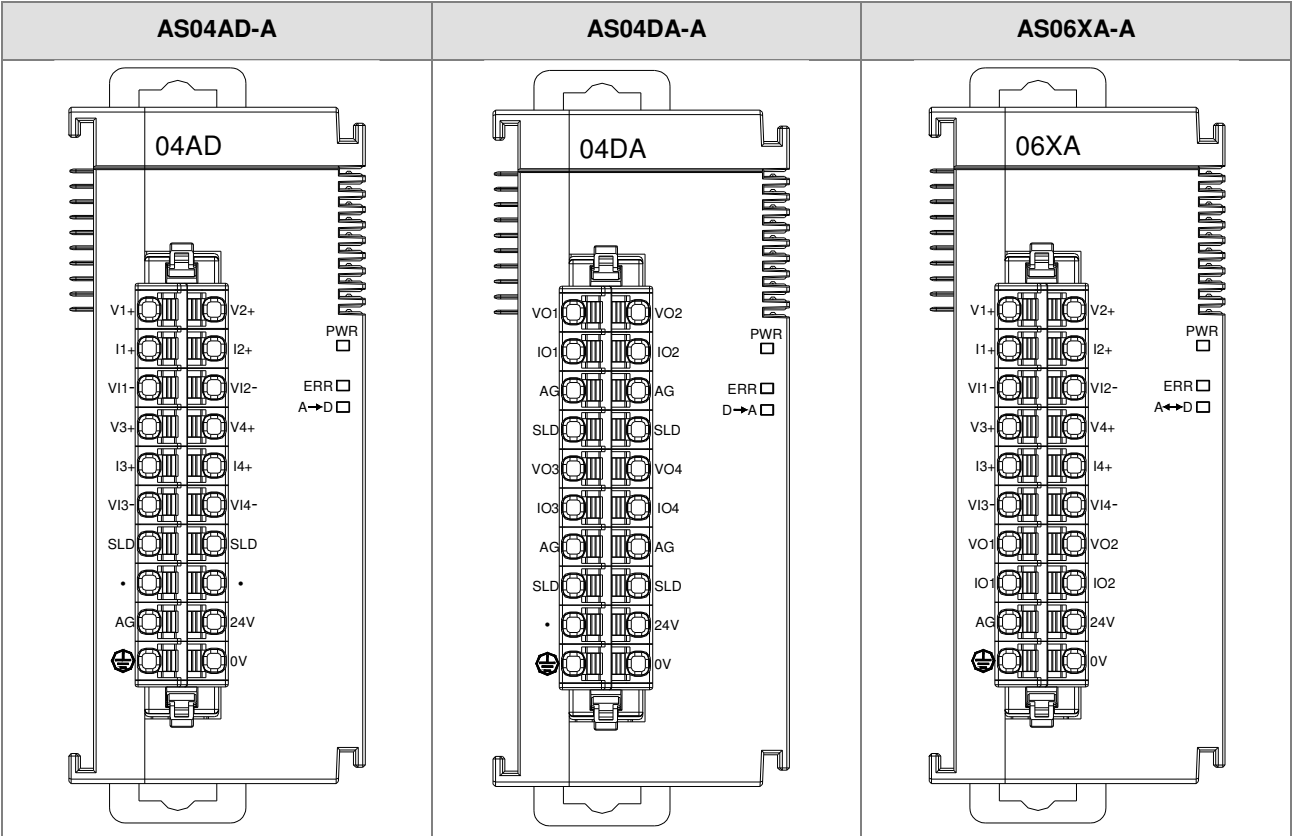 AS04AD-A
AS04DA-A
AS06XA-A
04AD
V1+ V2+
I1+ I2+
VI1- VI2-
V3+ V4+
I3+ I4+
VI3- VI4-
SLD SLD
• •
AG 24V
0V
PWR
ERR
A→D
04DA
VO1 VO2
IO1 IO2
AG AG
SLD SLD
VO3 VO4
IO3 IO4
AG AG
SLD SLD
• 24V
0V
PWR
ERR
D→A
06XA
V1+ V2+
I1+ I2+
VI1- VI2-
V3+ V4+
I3+ I4+
VI3- VI4-
VO1 VO2
IO1 IO2
AG 24V
0V
PWR
ERR
A↔D